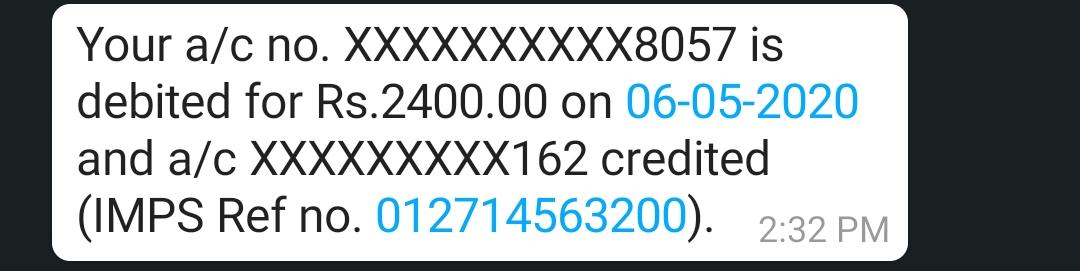 Your a/c no. XXXXXXXXXX8057 is
debited for Rs.2400.00 on 06-05-2020
and a/c XXXXXXXXX162 credited
(IMPS Ref no. 012714563200).
2:32 PM